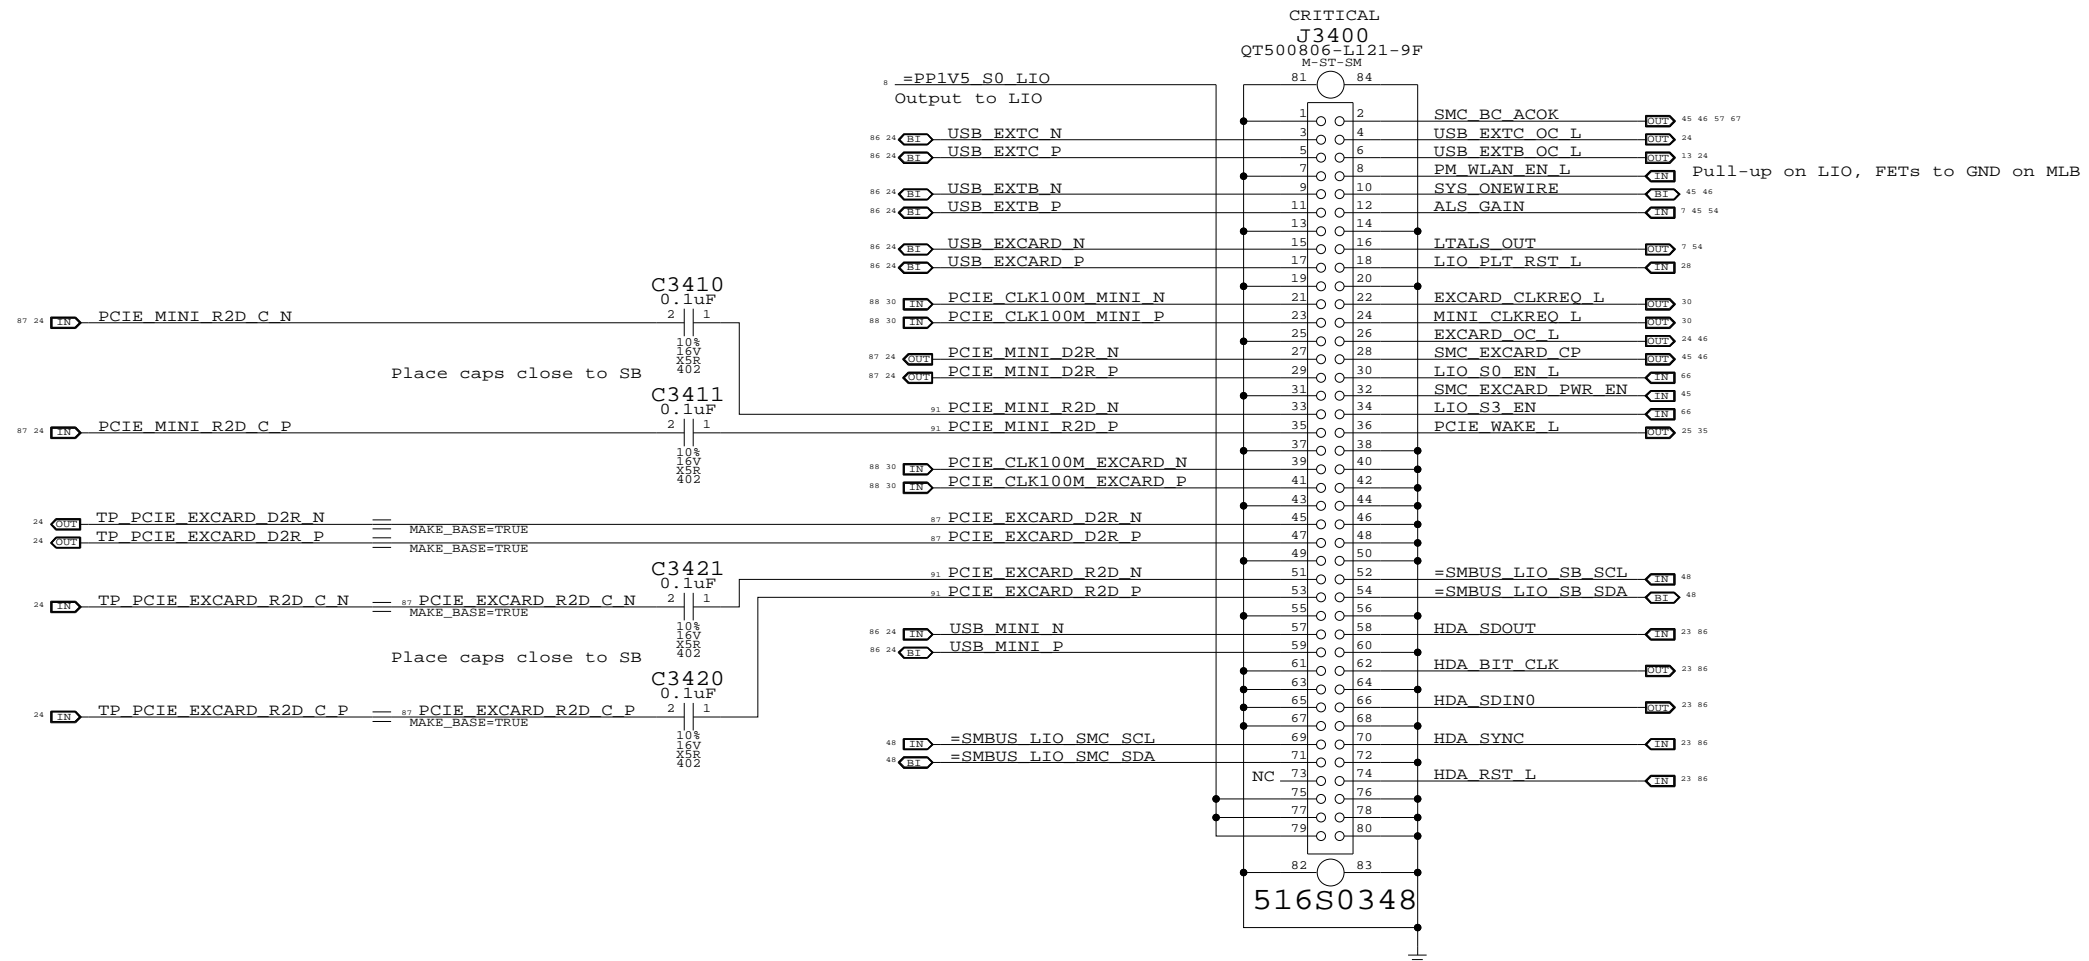 CRITICAL
J3400
QT500806-L121-9F
M-ST-SM
81 84
8 =PP1V5_S0_LIO
Output to LIO
1 2 SMC_BC_ACOK OUT 45 46 57 67
86 24 BI USB_EXTC_N 3 4 USB_EXTC_OC_L OUT 24
86 24 BI USB_EXTC_P 5 6 USB_EXTB_OC_L OUT 13 24
7 8 PM_WLAN_EN_L IN Pull-up on LIO, FETs to GND on MLB
86 24 BI USB_EXTB_N 9 10 SYS_ONEWIRE BI 45 46
86 24 BI USB_EXTB_P 11 12 ALS_GAIN IN 7 45 54
13 14
86 24 BI USB_EXCARD_N 15 16 LTALS_OUT OUT 7 54
86 24 BI USB_EXCARD_P 17 18 LIO_PLT_RST_L IN 28
19 20
C3410
0.1uF
88 30 IN PCIE_CLK100M_MINI_N 21 22 EXCARD_CLKREQ_L OUT 30
87 24 IN PCIE_MINI_R2D_C_N 2 1 88 30 IN PCIE_CLK100M_MINI_P 23 24 MINI_CLKREQ_L OUT 30
10%
16V
X5R
402
25 26 EXCARD_OC_L OUT 24 46
87 24 OUT PCIE_MINI_D2R_N 27 28 SMC_EXCARD_CP OUT 45 46
Place caps close to SB
87 24 OUT PCIE_MINI_D2R_P 29 30 LIO_S0_EN_L IN 66
C3411
0.1uF
31 32 SMC_EXCARD_PWR_EN IN 45
91 PCIE_MINI_R2D_N 33 34 LIO_S3_EN IN 66
87 24 IN PCIE_MINI_R2D_C_P 2 1 91 PCIE_MINI_R2D_P 35 36 PCIE_WAKE_L OUT 25 35
10%
16V
X5R
402
37 38
88 30 IN PCIE_CLK100M_EXCARD_N 39 40
88 30 IN PCIE_CLK100M_EXCARD_P 41 42
43 44
24 OUT TP_PCIE_EXCARD_D2R_N MAKE_BASE=TRUE 87 PCIE_EXCARD_D2R_N 45 46
24 OUT TP_PCIE_EXCARD_D2R_P MAKE_BASE=TRUE 87 PCIE_EXCARD_D2R_P 47 48
49 50
C3421
0.1uF
91 PCIE_EXCARD_R2D_N 51 52 =SMBUS_LIO_SB_SCL IN 48
24 IN TP_PCIE_EXCARD_R2D_C_N 87 PCIE_EXCARD_R2D_C_N 2 1 91 PCIE_EXCARD_R2D_P 53 54 =SMBUS_LIO_SB_SDA BI 48
MAKE_BASE=TRUE
10%
16V
X5R
402
55 56
86 24 IN USB_MINI_N 57 58 HDA_SDOUT IN 23 86
Place caps close to SB
86 24 BI USB_MINI_P 59 60
61 62 HDA_BIT_CLK OUT 23 86
C3420
0.1uF
63 64
65 66 HDA_SDIN0 OUT 23 86
24 IN TP_PCIE_EXCARD_R2D_C_P 87 PCIE_EXCARD_R2D_C_P 2 1
MAKE_BASE=TRUE
10%
16V
X5R
402
67 68
48 IN =SMBUS_LIO_SMC_SCL 69 70 HDA_SYNC IN 23 86
48 BI =SMBUS_LIO_SMC_SDA 71 72
NC 73 74 HDA_RST_L IN 23 86
75 76
77 78
79 80
82 83
516S0348